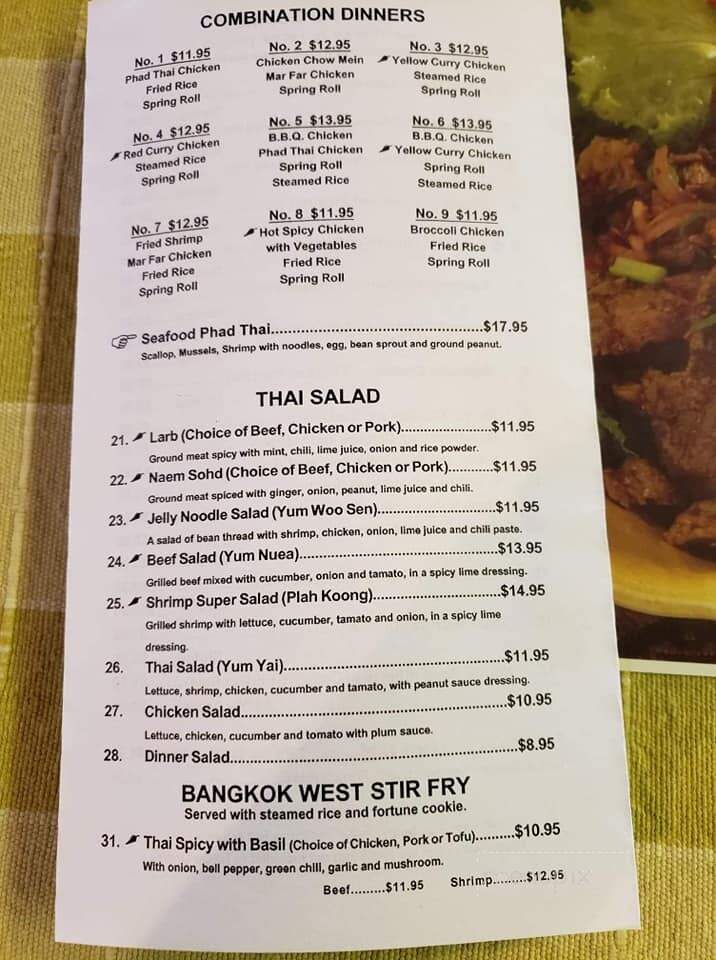 COMBINATION DINNERS
No. 1 $11.95
Phad Thai Chicken
Fried Rice
Spring Roll
No. 2 $12.95
Chicken Chow Mein
Mar Far Chicken
Spring Roll
No. 3 $12.95
Yellow Curry Chicken
Steamed Rice
Spring Roll
No. 4 $12.95
Red Curry Chicken
Steamed Rice
Spring Roll
No. 5 $13.95
B.B.Q. Chicken
Phad Thai Chicken
Spring Roll
Steamed Rice
No. 6 $13.95
B.B.Q. Chicken
Yellow Curry Chicken
Spring Roll
Steamed Rice
No. 7 $12.95
Fried Shrimp
Mar Far Chicken
Fried Rice
Spring Roll
No. 8 $11.95
Hot Spicy Chicken
with Vegetables
Fried Rice
Spring Roll
No. 9 $11.95
Broccoli Chicken
Fried Rice
Spring Roll
Seafood Phad Thai..................................................$17.95
Scallop, Mussels, Shrimp with noodles, egg, bean sprout and ground peanut.
THAI SALAD
21. Larb (Choice of Beef, Chicken or Pork)........................$11.95
Ground meat spicy with mint, chili, lime juice, onion and rice powder.
22. Naem Sohd (Choice of Beef, Chicken or Pork)............$11.95
Ground meat spiced with ginger, onion, peanut, lime juice and chili.
23. Jelly Noodle Salad (Yum Woo Sen)...............................$11.95
A salad of bean thread with shrimp, chicken, onion, lime juice and chili paste.
24. Beef Salad (Yum Nuea)....................................................$13.95
Grilled beef mixed with cucumber, onion and tamato, in a spicy lime dressing.
25. Shrimp Super Salad (Plah Koong)..................................$14.95
Grilled shrimp with lettuce, cucumber, tamato and onion, in a spicy lime
dressing.
26. Thai Salad (Yum Yai)..........................................................$11.95
Lettuce, shrimp, chicken, cucumber and tamato, with peanut sauce dressing.
27. Chicken Salad......................................................................$10.95
Lettuce, chicken, cucumber and tomato with plum sauce.
28. Dinner Salad...........................................................................$8.95
BANGKOK WEST STIR FRY
Served with steamed rice and fortune cookie.
31. Thai Spicy with Basil (Choice of Chicken, Pork or Tofu)..........$10.95
With onion, bell pepper, green chili, garlic and mushroom.
Beef.........$11.95 Shrimp.........$12.95